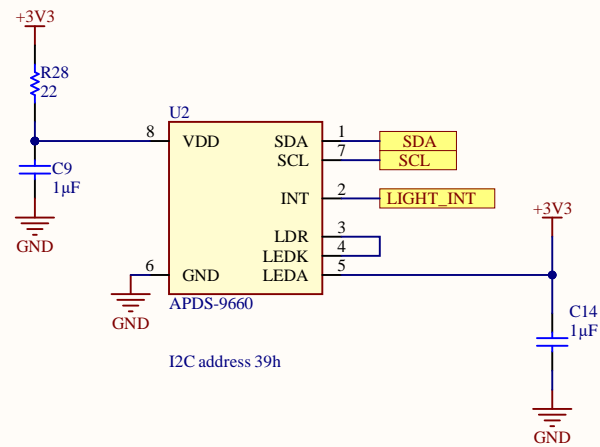 +3V3
R28
22
U2
8
VDD
SDA
1
SDA
SCL
7
SCL
C9
1µF
INT
2
LIGHT_INT
GND
LDR
3
LEDK
4
6
GND
LEDA
5
+3V3
GND
APDS-9660
C14
1µF
I2C address 39h
GND